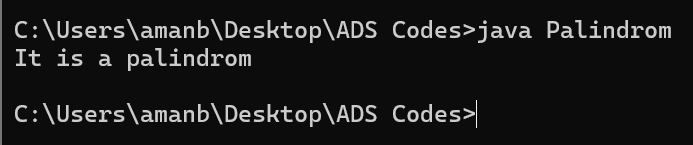 C:\Users\amanb\Desktop\ADS Codes>java Palindrom
It is a palindrom
C:\Users\amanb\Desktop\ADS Codes>